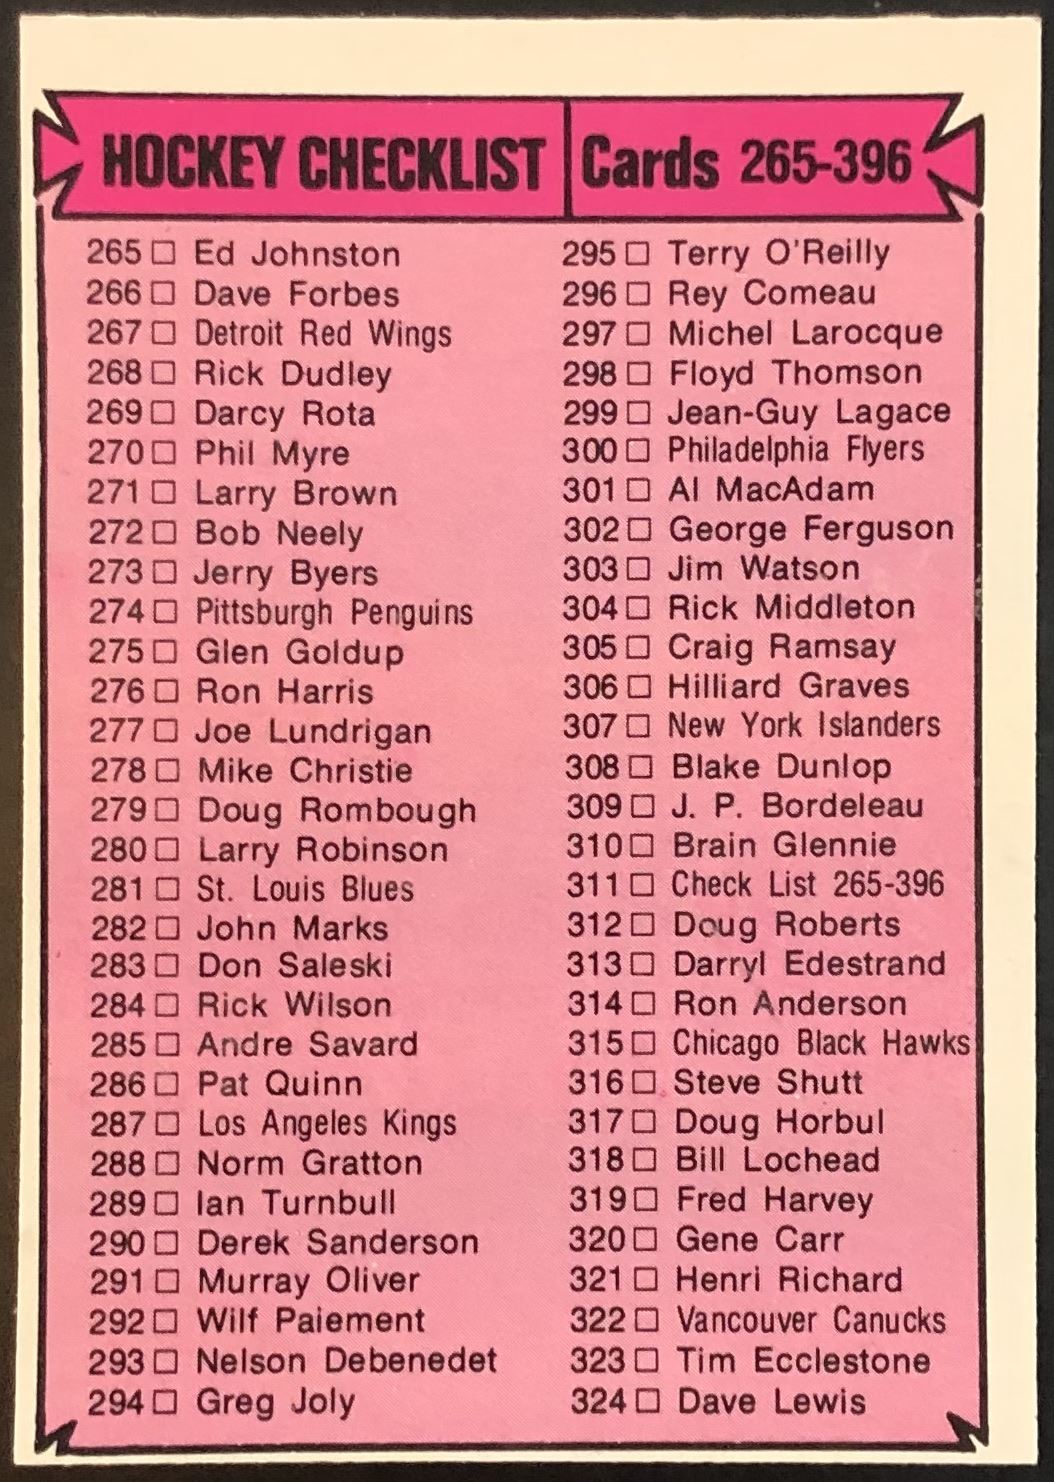 HOCKEY CHECKLIST Cards 265-396
265 Ed Johnston
266 Dave Forbes
267 Detroit Red Wings
268 Rick Dudley
269 Darcy Rota
270 Phil Myre
271 Larry Brown
272 Bob Neely
273 Jerry Byers
274 Pittsburgh Penguins
275 Glen Goldup
276 Ron Harris
277 Joe Lundrigan
278 Mike Christie
279 Doug Rombough
280 Larry Robinson
281 St. Louis Blues
282 John Marks
283 Don Saleski
284 Rick Wilson
285 Andre Savard
286 Pat Quinn
287 Los Angeles Kings
288 Norm Gratton
289 Ian Turnbull
290 Derek Sanderson
291 Murray Oliver
292 Wilf Paiement
293 Nelson Debenedet
294 Greg Joly
295 Terry O'Reilly
296 Rey Comeau
297 Michel Larocque
298 Floyd Thomson
299 Jean-Guy Lagace
300 Philadelphia Flyers
301 Al MacAdam
302 George Ferguson
303 Jim Watson
304 Rick Middleton
305 Craig Ramsay
306 Hilliard Graves
307 New York Islanders
308 Blake Dunlop
309 J. P. Bordeleau
310 Brain Glennie
311 Check List 265-396
312 Doug Roberts
313 Darryl Edestrand
314 Ron Anderson
315 Chicago Black Hawks
316 Steve Shutt
317 Doug Horbul
318 Bill Lochead
319 Fred Harvey
320 Gene Carr
321 Henri Richard
322 Vancouver Canucks
323 Tim Ecclestone
324 Dave Lewis